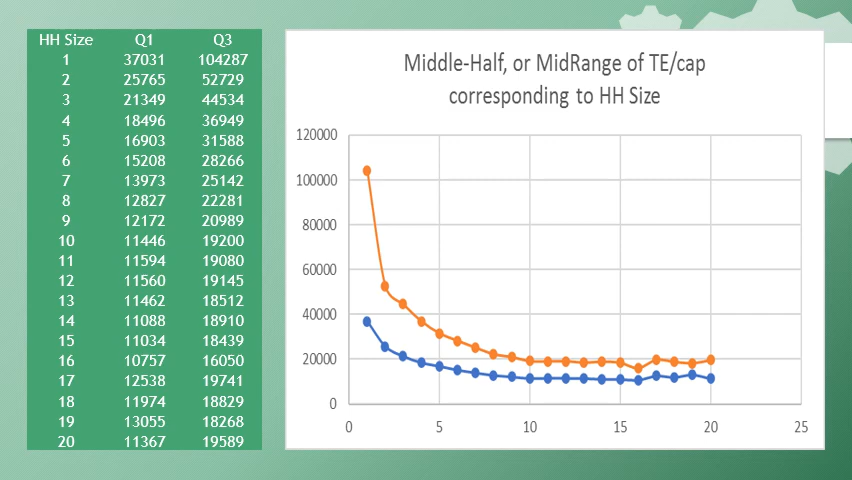 HH Size Q1 Q3
1 37031 104287
2 25765 52729
3 21349 44534
4 18496 36949
5 16903 31588
6 15208 28266
7 13973 25142
8 12827 22281
9 12172 20989
10 11446 19200
11 11594 19080
12 11560 19145
13 11462 18512
14 11088 18910
15 11034 18439
16 10757 16050
17 12538 19741
18 11974 18829
19 13055 18268
20 11367 19589
Middle-Half, or MidRange of TE/cap
corresponding to HH Size
120000
100000
80000
60000
40000
20000
0
0 5 10 15 20 25